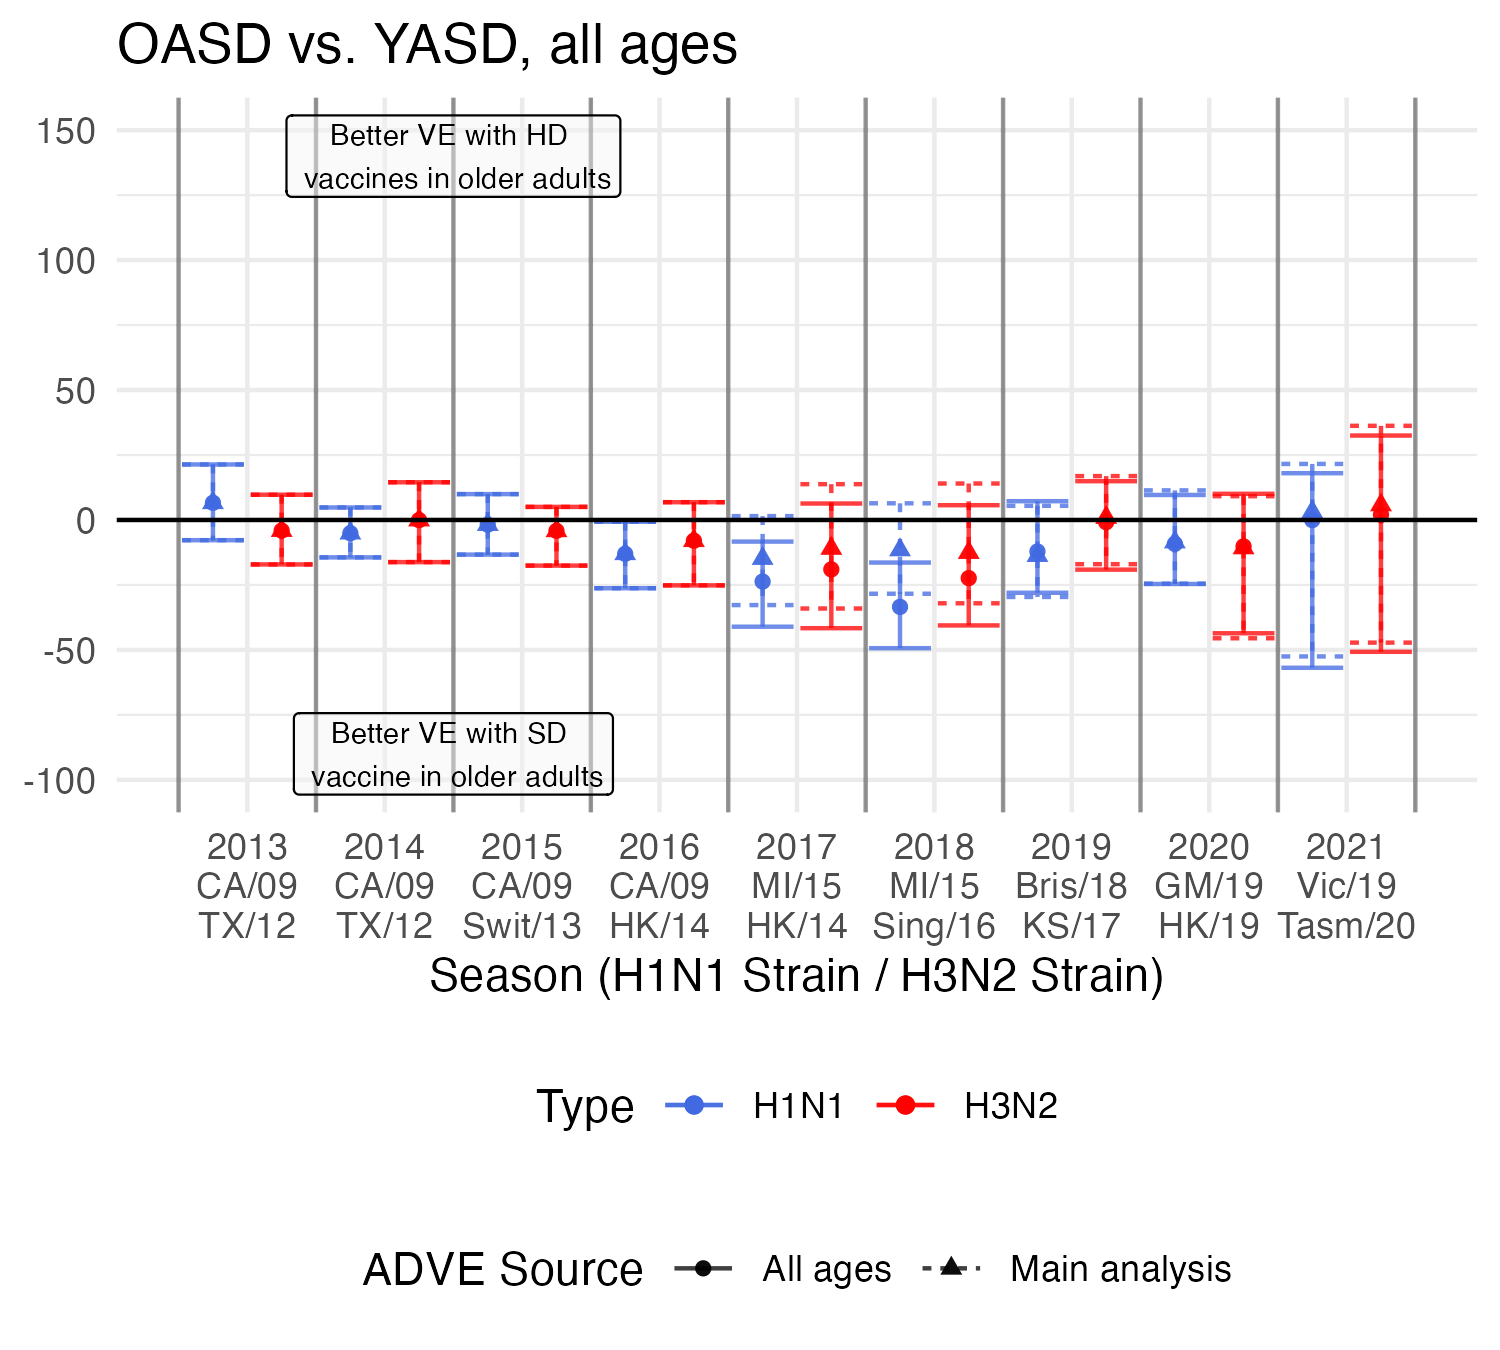 OASD vs. YASD, all ages
150
100
50
0
-50
-100
Better VE with HD
vaccines in older adults
Better VE with SD
vaccine in older adults
2013 2014 2015 2016 2017 2018 2019 2020 2021
CA/09 CA/09 CA/09 CA/09 MI/15 MI/15 Bris/18 GM/19 Vic/19
TX/12 TX/12 Swit/13 HK/14 HK/14 Sing/16 KS/17 HK/19 Tasm/20
Season (H1N1 Strain / H3N2 Strain)
Type H1N1 H3N2
ADVE Source All ages Main analysis